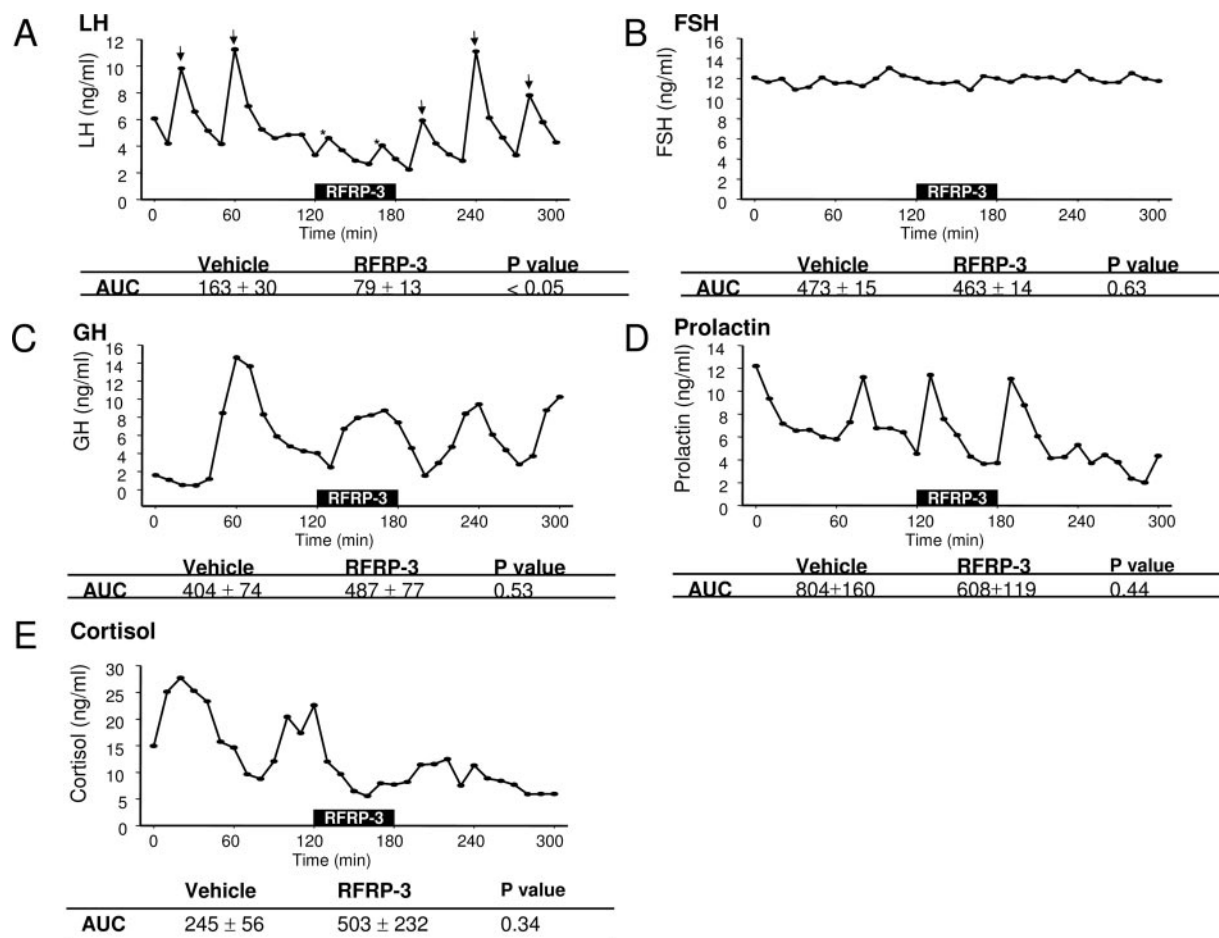 A
LH
LH (ng/ml)
12
10
8
6
4
2
0
*
*
RFRP-3
0 60 120 180 240 300
Time (min)
Vehicle RFRP-3 P value
AUC 163 ± 30 79 ± 13 < 0.05
B
FSH
FSH (ng/ml)
16
14
12
10
8
6
4
2
0
RFRP-3
0 60 120 180 240 300
Time (min)
Vehicle RFRP-3 P value
AUC 473 ± 15 463 ± 14 0.63
C
GH
GH (ng/ml)
16
14
12
10
8
6
4
2
0
RFRP-3
0 60 120 180 240 300
Time (min)
Vehicle RFRP-3 P value
AUC 404 ± 74 487 ± 77 0.53
D
Prolactin
Prolactin (ng/ml)
14
12
10
8
6
4
2
0
RFRP-3
0 60 120 180 240 300
Time (min)
Vehicle RFRP-3 P value
AUC 804±160 608±119 0.44
E
Cortisol
Cortisol (ng/ml)
30
25
20
15
10
5
0
RFRP-3
0 60 120 180 240 300
Time (min)
Vehicle RFRP-3 P value
AUC 245 ± 56 503 ± 232 0.34